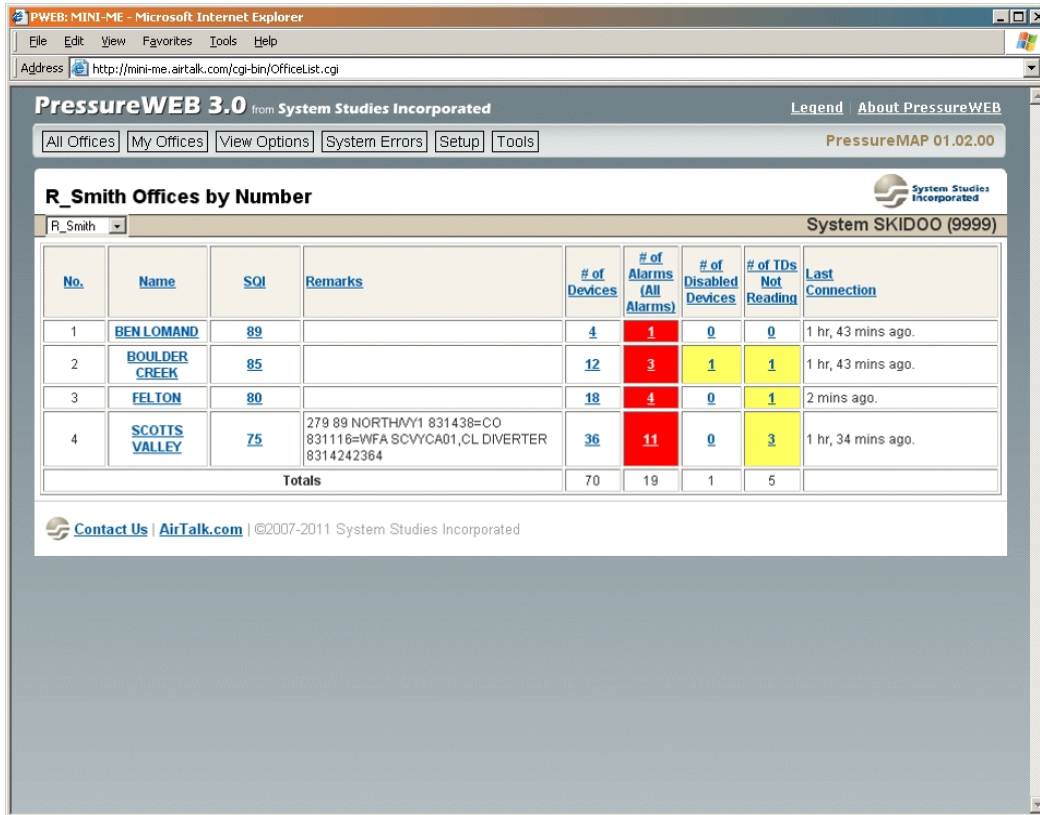 PWEB: MINI-ME - Microsoft Internet Explorer
File Edit View Favorites Tools Help
Address http://mini-me.airtalk.com/cgi-bin/OfficeList.cgi
PressureWEB 3.0 from System Studies Incorporated
Legend | About PressureWEB
All Offices My Offices View Options System Errors Setup Tools
PressureMAP 01.02.00
R_Smith Offices by Number
System Studies
Incorporated
R_Smith
System SKIDOO (9999)
No. Name SQI Remarks # of Devices # of Alarms (All Alarms) # of Disabled Devices # of TDs Not Reading Last Connection
1 BEN LOMAND 89 4 1 0 0 1 hr, 43 mins ago.
2 BOULDER CREEK 85 12 3 1 1 1 hr, 43 mins ago.
3 FELTON 80 18 4 0 1 2 mins ago.
4 SCOTTS VALLEY 75 279 89 NORTHWY1 831438=CO 831116=WFA SCVYCA01,CL DIVERTER 8314242364 36 11 0 3 1 hr, 34 mins ago.
Totals 70 19 1 5
Contact Us | AirTalk.com | ©2007-2011 System Studies Incorporated